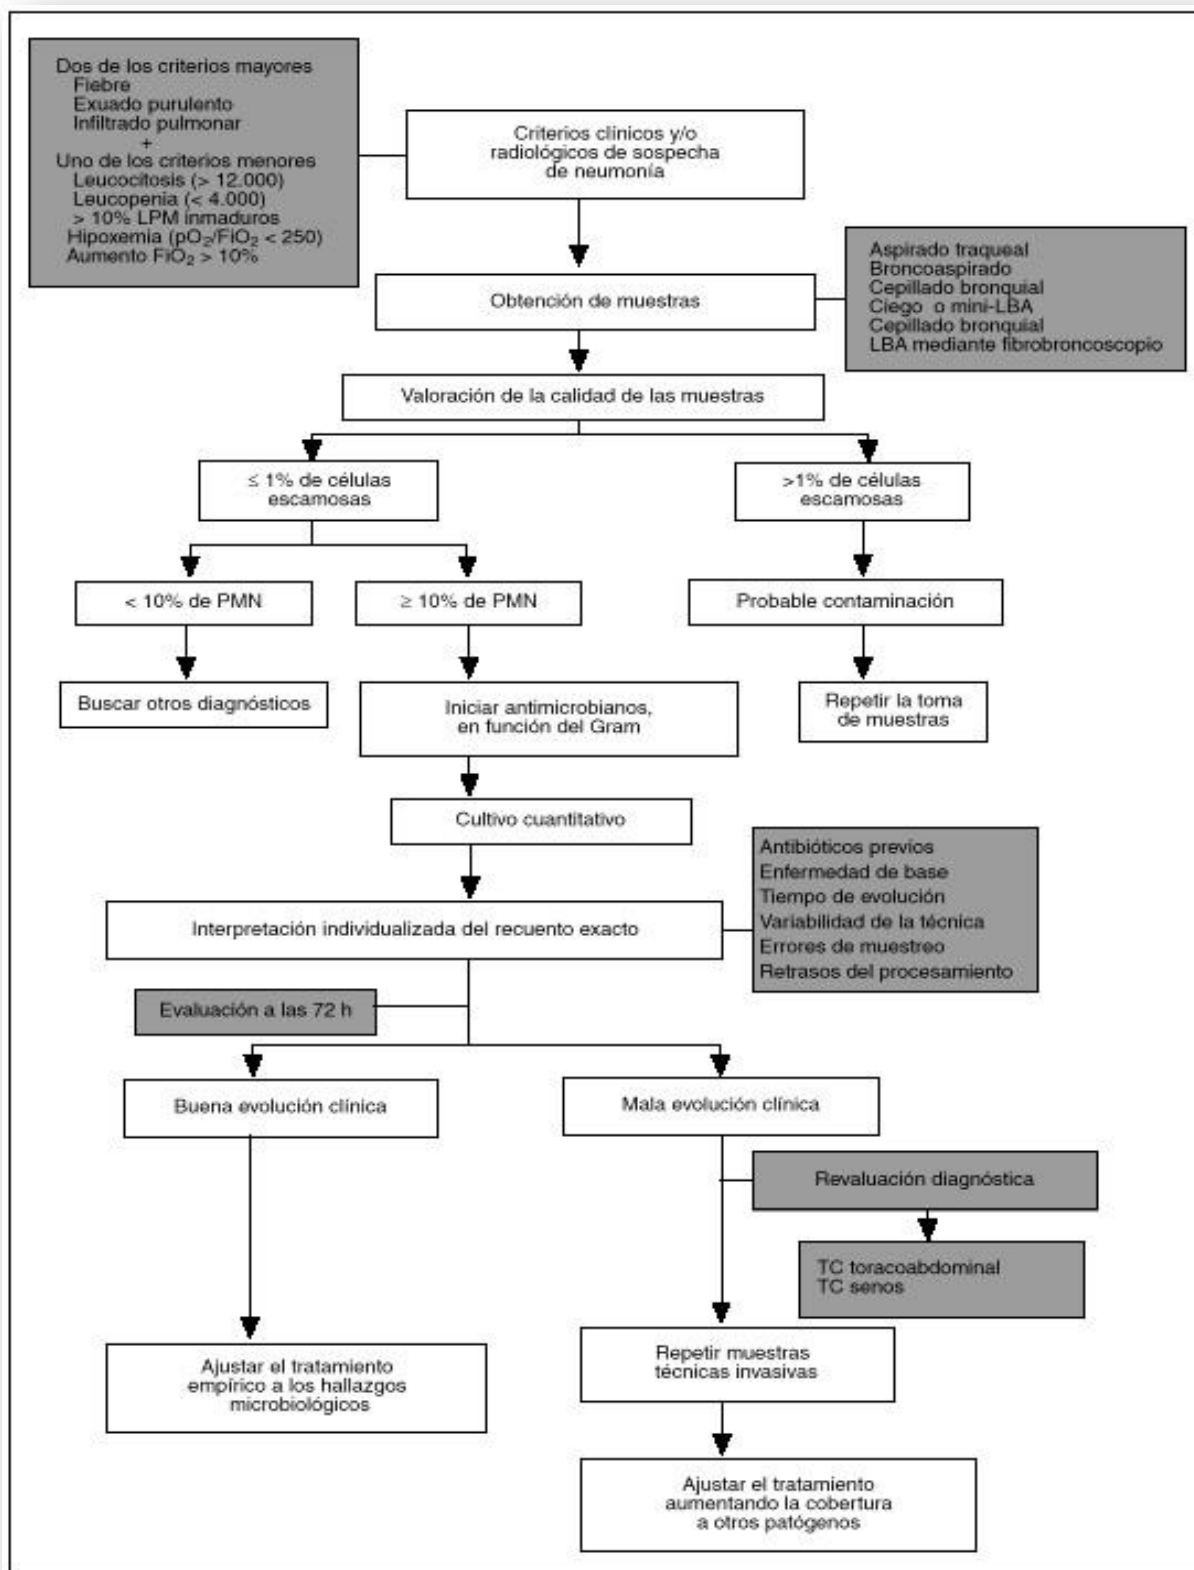 Dos de los criterios mayores
Fiebre
Exuado purulento
Infiltrado pulmonar
+
Uno de los criterios menores
Leucocitosis (> 12.000)
Leucopenia (< 4.000)
> 10% LPM inmaduros
Hipoxemia (pO₂/FiO₂ < 250)
Aumento FiO₂ > 10%
Criterios clínicos y/o
radiológicos de sospecha
de neumonía
Obtención de muestras
Aspirado traqueal
Broncoaspirado
Cepillado bronquial
Ciego o mini-LBA
Cepillado bronquial
LBA mediante fibrobroncoscopio
Valoración de la calidad de las muestras
≤ 1% de células
escamosas
>1% de células
escamosas
< 10% de PMN
≥ 10% de PMN
Probable contaminación
Buscar otros diagnósticos
Iniciar antimicrobianos,
en función del Gram
Repetir la toma
de muestras
Cultivo cuantitativo
Interpretación individualizada del recuento exacto
Antibióticos previos
Enfermedad de base
Tiempo de evolución
Variabilidad de la técnica
Errores de muestreo
Retrasos del procesamiento
Evaluación a las 72 h
Buena evolución clínica
Mala evolución clínica
Revaluación diagnóstica
TC toracoabdominal
TC senos
Ajustar el tratamiento
empírico a los hallazgos
microbiológicos
Repetir muestras
técnicas invasivas
Ajustar el tratamiento
aumentando la cobertura
a otros patógenos